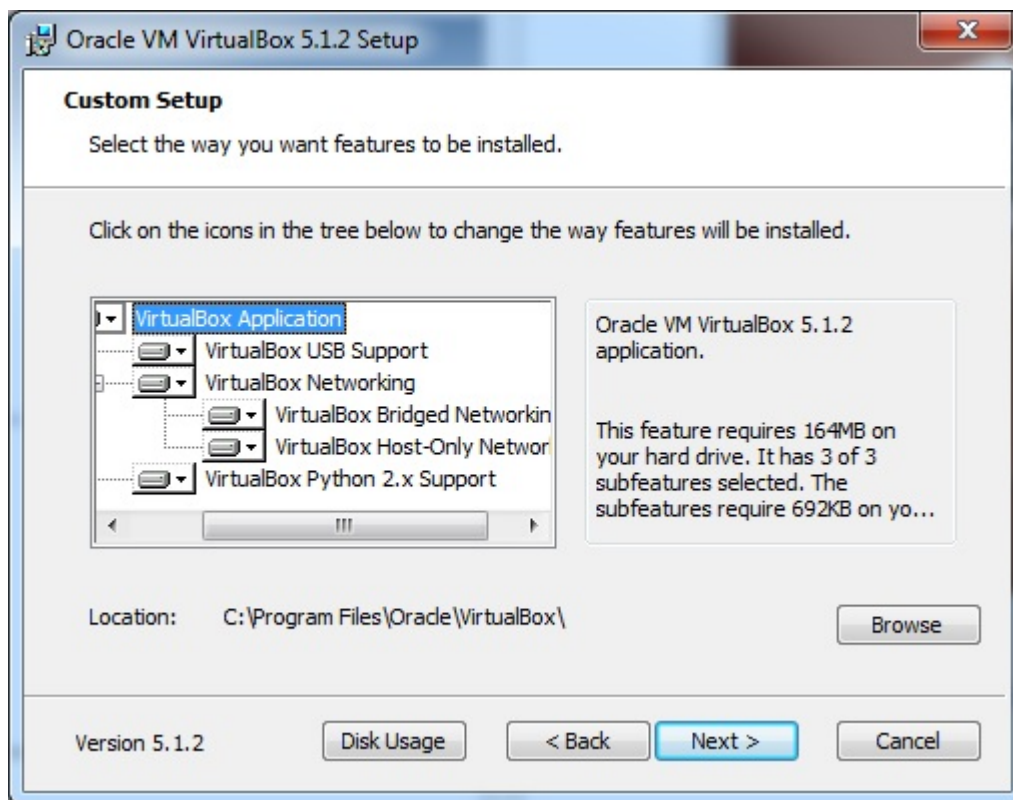 Oracle VM VirtualBox 5.1.2 Setup
Custom Setup
Select the way you want features to be installed.
Click on the icons in the tree below to change the way features will be installed.
VirtualBox Application
VirtualBox USB Support
VirtualBox Networking
VirtualBox Bridged Networkin
VirtualBox Host-Only Networ
VirtualBox Python 2.x Support
Oracle VM VirtualBox 5.1.2
application.
This feature requires 164MB on
your hard drive. It has 3 of 3
subfeatures selected. The
subfeatures require 692KB on yo...
Location: C:\Program Files\Oracle\VirtualBox\
Browse
Version 5.1.2
Disk Usage
< Back
Next >
Cancel